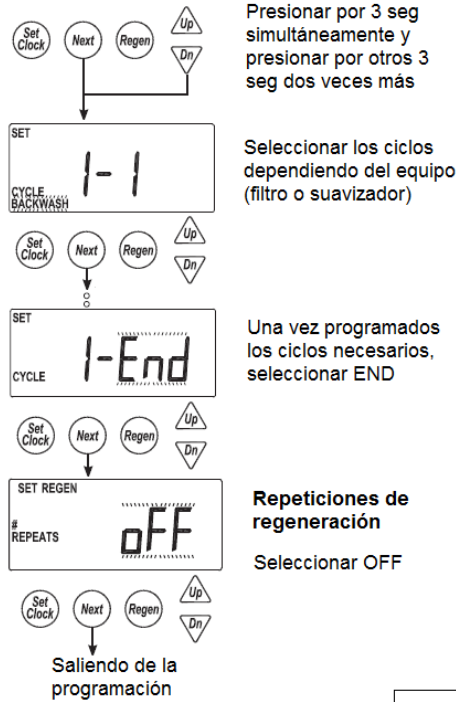 Set Clock
Next
Regen
Up
Dn
Presionar por 3 seg
simultáneamente y
presionar por otros 3
seg dos veces más
SET
1-1
CYCLE
BACKWASH
Seleccionar los ciclos
dependiendo del equipo
(filtro o suavizador)
Set Clock
Next
Regen
Up
Dn
SET
1-End
CYCLE
Una vez programados
los ciclos necesarios,
seleccionar END
Set Clock
Next
Regen
Up
Dn
SET REGEN
#
REPEATS
oFF
Repeticiones de
regeneración
Seleccionar OFF
Set Clock
Next
Regen
Up
Dn
Saliendo de la
programación